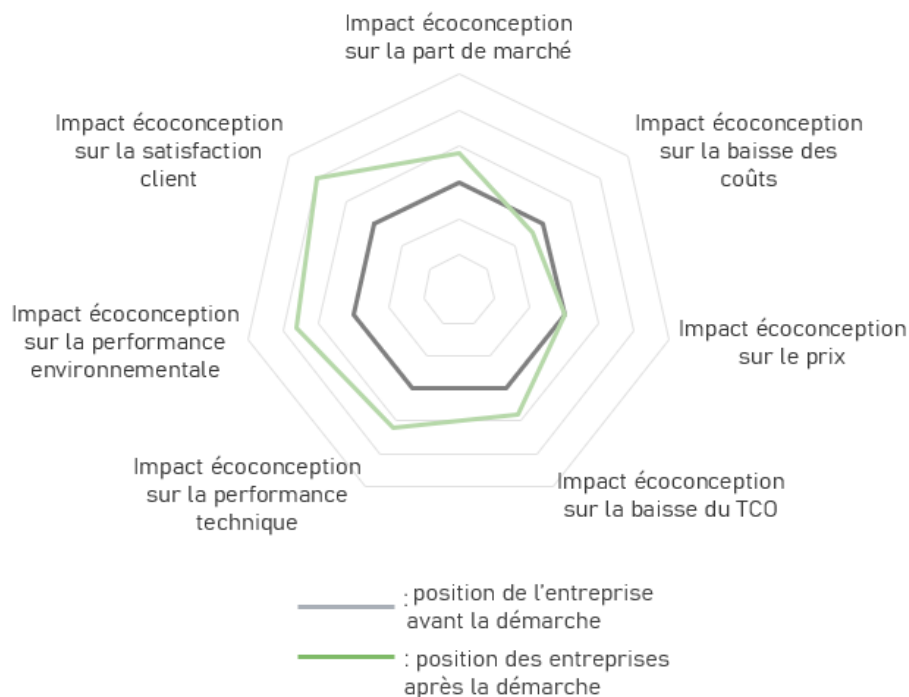 Impact écoconception
sur la part de marché
Impact écoconception
sur la satisfaction
client
Impact écoconception
sur la baisse des
coûts
Impact écoconception
sur la performance
environnementale
Impact écoconception
sur le prix
Impact écoconception
sur la performance
technique
Impact écoconception
sur la baisse du TCO
: position de l'entreprise
avant la démarche
: position des entreprises
après la démarche